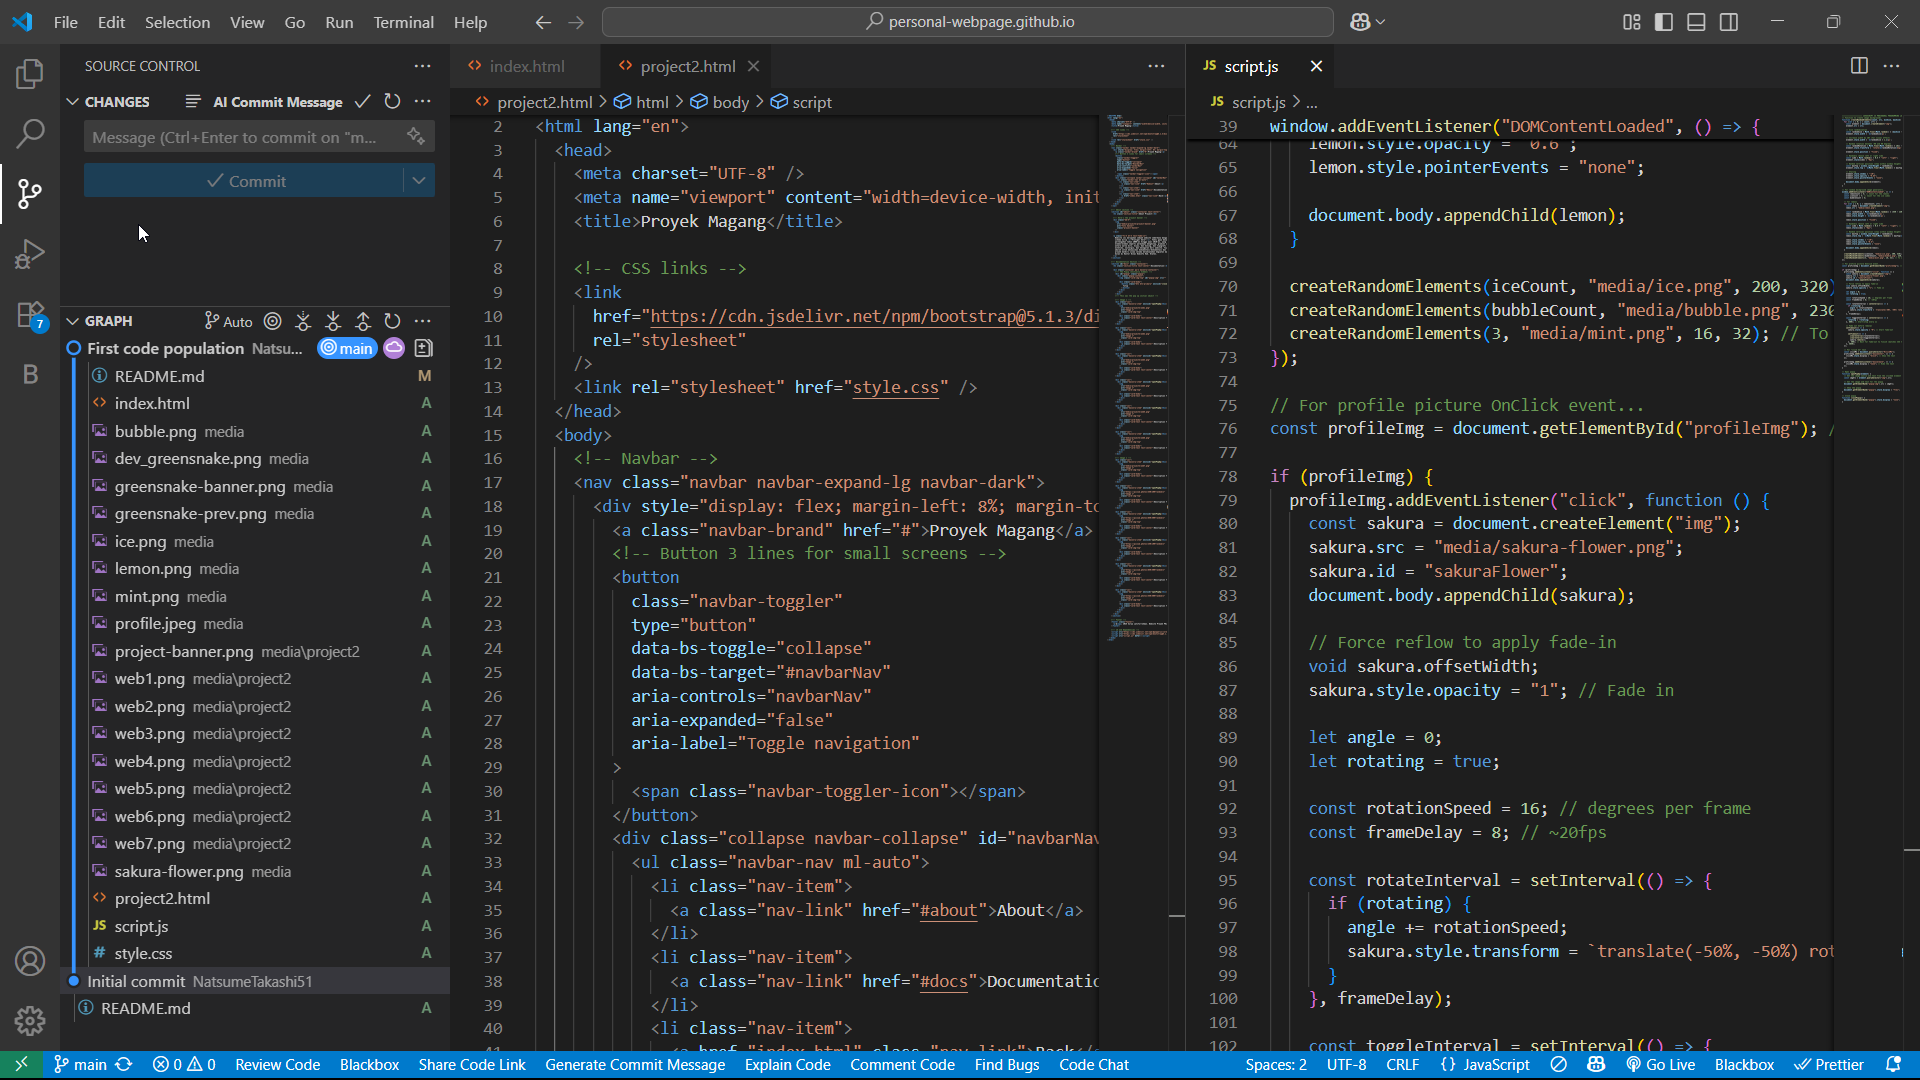 File Edit Selection View Go Run Terminal Help
personal-webpage.github.io
SOURCE CONTROL
CHANGES
AI Commit Message
Message (Ctrl+Enter to commit on "m...
Commit
7
GRAPH
Auto
First code population Natsu... main
README.md M
index.html A
bubble.png media A
dev_greensnake.png media A
greensnake-banner.png media A
greensnake-prev.png media A
ice.png media A
lemon.png media A
mint.png media A
profile.jpeg media A
project-banner.png media\project2 A
web1.png media\project2 A
web2.png media\project2 A
web3.png media\project2 A
web4.png media\project2 A
web5.png media\project2 A
web6.png media\project2 A
web7.png media\project2 A
sakura-flower.png media A
project2.html A
JS script.js A
# style.css A
Initial commit NatsumeTakashi51
README.md A
B
index.html
project2.html
project2.html > html > body > script
2 <html lang="en">
3 <head>
4 <meta charset="UTF-8" />
5 <meta name="viewport" content="width=device-width, init
6 <title>Proyek Magang</title>
7
8 <!-- CSS links -->
9 <link
10 href="https://cdn.jsdelivr.net/npm/bootstrap@5.1.3/di
11 rel="stylesheet"
12 />
13 <link rel="stylesheet" href="style.css" />
14 </head>
15 <body>
16 <!-- Navbar -->
17 <nav class="navbar navbar-expand-lg navbar-dark">
18 <div style="display: flex; margin-left: 8%; margin-to
19 <a class="navbar-brand" href="#">Proyek Magang</a>
20 <!-- Button 3 lines for small screens -->
21 <button
22 class="navbar-toggler"
23 type="button"
24 data-bs-toggle="collapse"
25 data-bs-target="#navbarNav"
26 aria-controls="navbarNav"
27 aria-expanded="false"
28 aria-label="Toggle navigation"
29 >
30 <span class="navbar-toggler-icon"></span>
31 </button>
32 <div class="collapse navbar-collapse" id="navbarNav
33 <ul class="navbar-nav ml-auto">
34 <li class="nav-item">
35 <a class="nav-link" href="#about">About</a>
36 </li>
37 <li class="nav-item">
38 <a class="nav-link" href="#docs">Documentatio
39 </li>
40 <li class="nav-item">
41 <a href="index.html" class="nav-link">Back</a
JS script.js
JS script.js > ...
39 window.addEventListener("DOMContentLoaded", () => {
64 lemon.style.opacity = "0.6";
65 lemon.style.pointerEvents = "none";
66
67 document.body.appendChild(lemon);
68 }
69
70 createRandomElements(iceCount, "media/ice.png", 200, 320)
71 createRandomElements(bubbleCount, "media/bubble.png", 230
72 createRandomElements(3, "media/mint.png", 16, 32); // To
73 });
74
75 // For profile picture OnClick event...
76 const profileImg = document.getElementById("profileImg"); /
77
78 if (profileImg) {
79 profileImg.addEventListener("click", function () {
80 const sakura = document.createElement("img");
81 sakura.src = "media/sakura-flower.png";
82 sakura.id = "sakuraFlower";
83 document.body.appendChild(sakura);
84
85 // Force reflow to apply fade-in
86 void sakura.offsetWidth;
87 sakura.style.opacity = "1"; // Fade in
88
89 let angle = 0;
90 let rotating = true;
91
92 const rotationSpeed = 16; // degrees per frame
93 const frameDelay = 8; // ~20fps
94
95 const rotateInterval = setInterval(() => {
96 if (rotating) {
97 angle += rotationSpeed;
98 sakura.style.transform = `translate(-50%, -50%) rot
99 }
100 }, frameDelay);
101
102 const toggleInterval = setInterval(() => {
main 0 0 Review Code Blackbox Share Code Link Generate Commit Message Explain Code Comment Code Find Bugs Code Chat Spaces: 2 UTF-8 CRLF {} JavaScript Go Live Blackbox Prettier